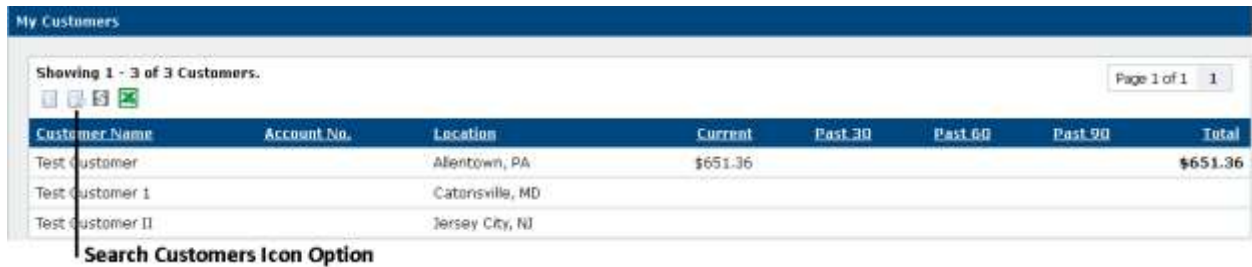 My Customers
Showing 1 - 3 of 3 Customers.
Page 1 of 1 1
Customer Name Account No. Location Current Past 30 Past 60 Past 90 Total
Test Customer Allentown, PA $651.36 $651.36
Test Customer 1 Catonsville, MD
Test Customer II Jersey City, NJ
Search Customers Icon Option